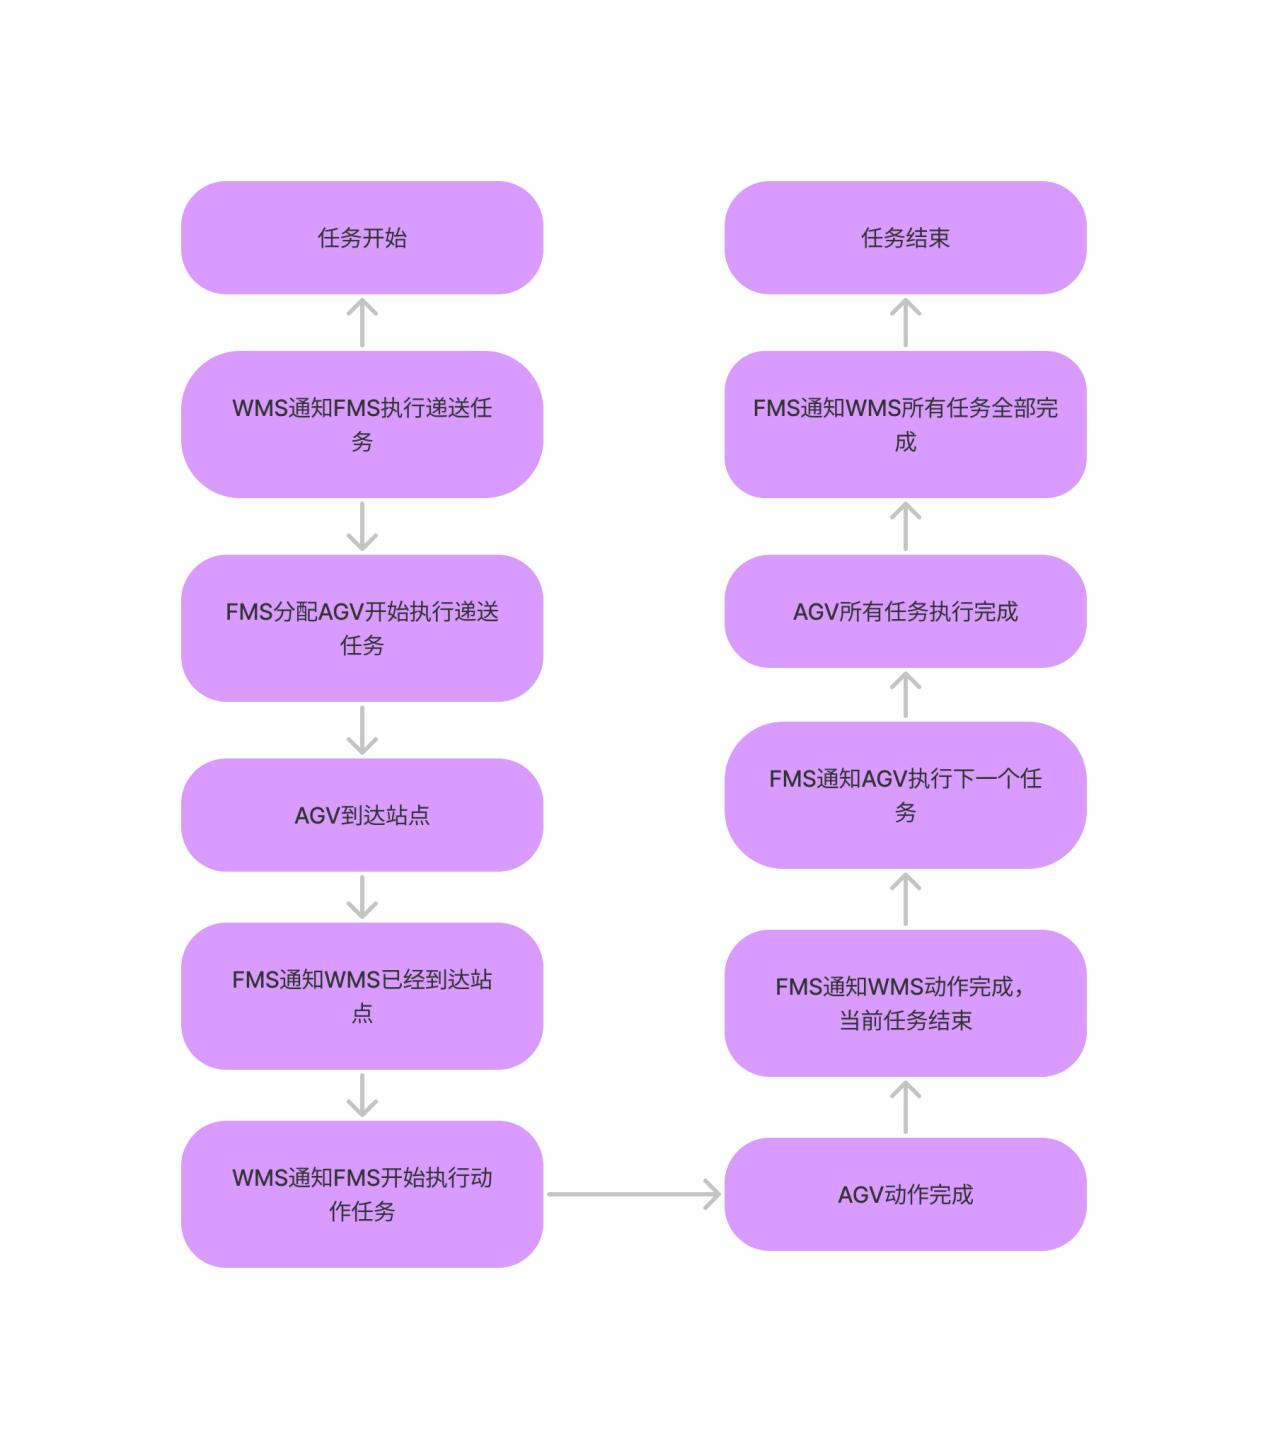 任务开始
WMS通知FMS执行递送任
务
FMS分配AGV开始执行递送
任务
AGV到达站点
FMS通知WMS已经到达站
点
WMS通知FMS开始执行动
作任务
AGV动作完成
FMS通知WMS动作完成，
当前任务结束
FMS通知AGV执行下一个任
务
AGV所有任务执行完成
FMS通知WMS所有任务全部完
成
任务结束